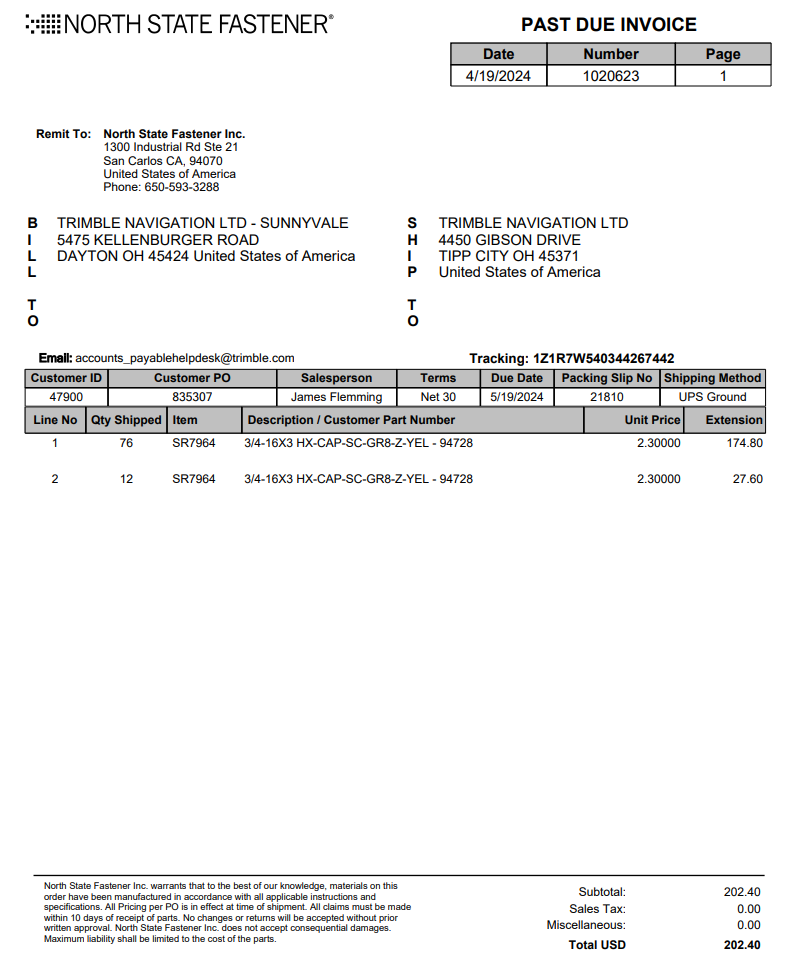 NORTH STATE FASTENER®
PAST DUE INVOICE
Date Number Page
4/19/2024 1020623 1
Remit To: North State Fastener Inc.
1300 Industrial Rd Ste 21
San Carlos CA, 94070
United States of America
Phone: 650-593-3288
B TRIMBLE NAVIGATION LTD - SUNNYVALE
I 5475 KELLENBURGER ROAD
L DAYTON OH 45424 United States of America
L
T
O
S TRIMBLE NAVIGATION LTD
H 4450 GIBSON DRIVE
I TIPP CITY OH 45371
P United States of America
T
O
Email: accounts_payablehelpdesk@trimble.com
Tracking: 1Z1R7W540344267442
Customer ID Customer PO Salesperson Terms Due Date Packing Slip No Shipping Method
47900 835307 James Flemming Net 30 5/19/2024 21810 UPS Ground
Line No Qty Shipped Item Description / Customer Part Number Unit Price Extension
1 76 SR7964 3/4-16X3 HX-CAP-SC-GR8-Z-YEL - 94728 2.30000 174.80
2 12 SR7964 3/4-16X3 HX-CAP-SC-GR8-Z-YEL - 94728 2.30000 27.60
North State Fastener Inc. warrants that to the best of our knowledge, materials on this
order have been manufactured in accordance with all applicable instructions and
specifications. All Pricing per PO is in effect at time of shipment. All claims must be made
within 10 days of receipt of parts. No changes or returns will be accepted without prior
written approval. North State Fastener Inc. does not accept consequential damages.
Maximum liability shall be limited to the cost of the parts.
Subtotal: 202.40
Sales Tax: 0.00
Miscellaneous: 0.00
Total USD 202.40